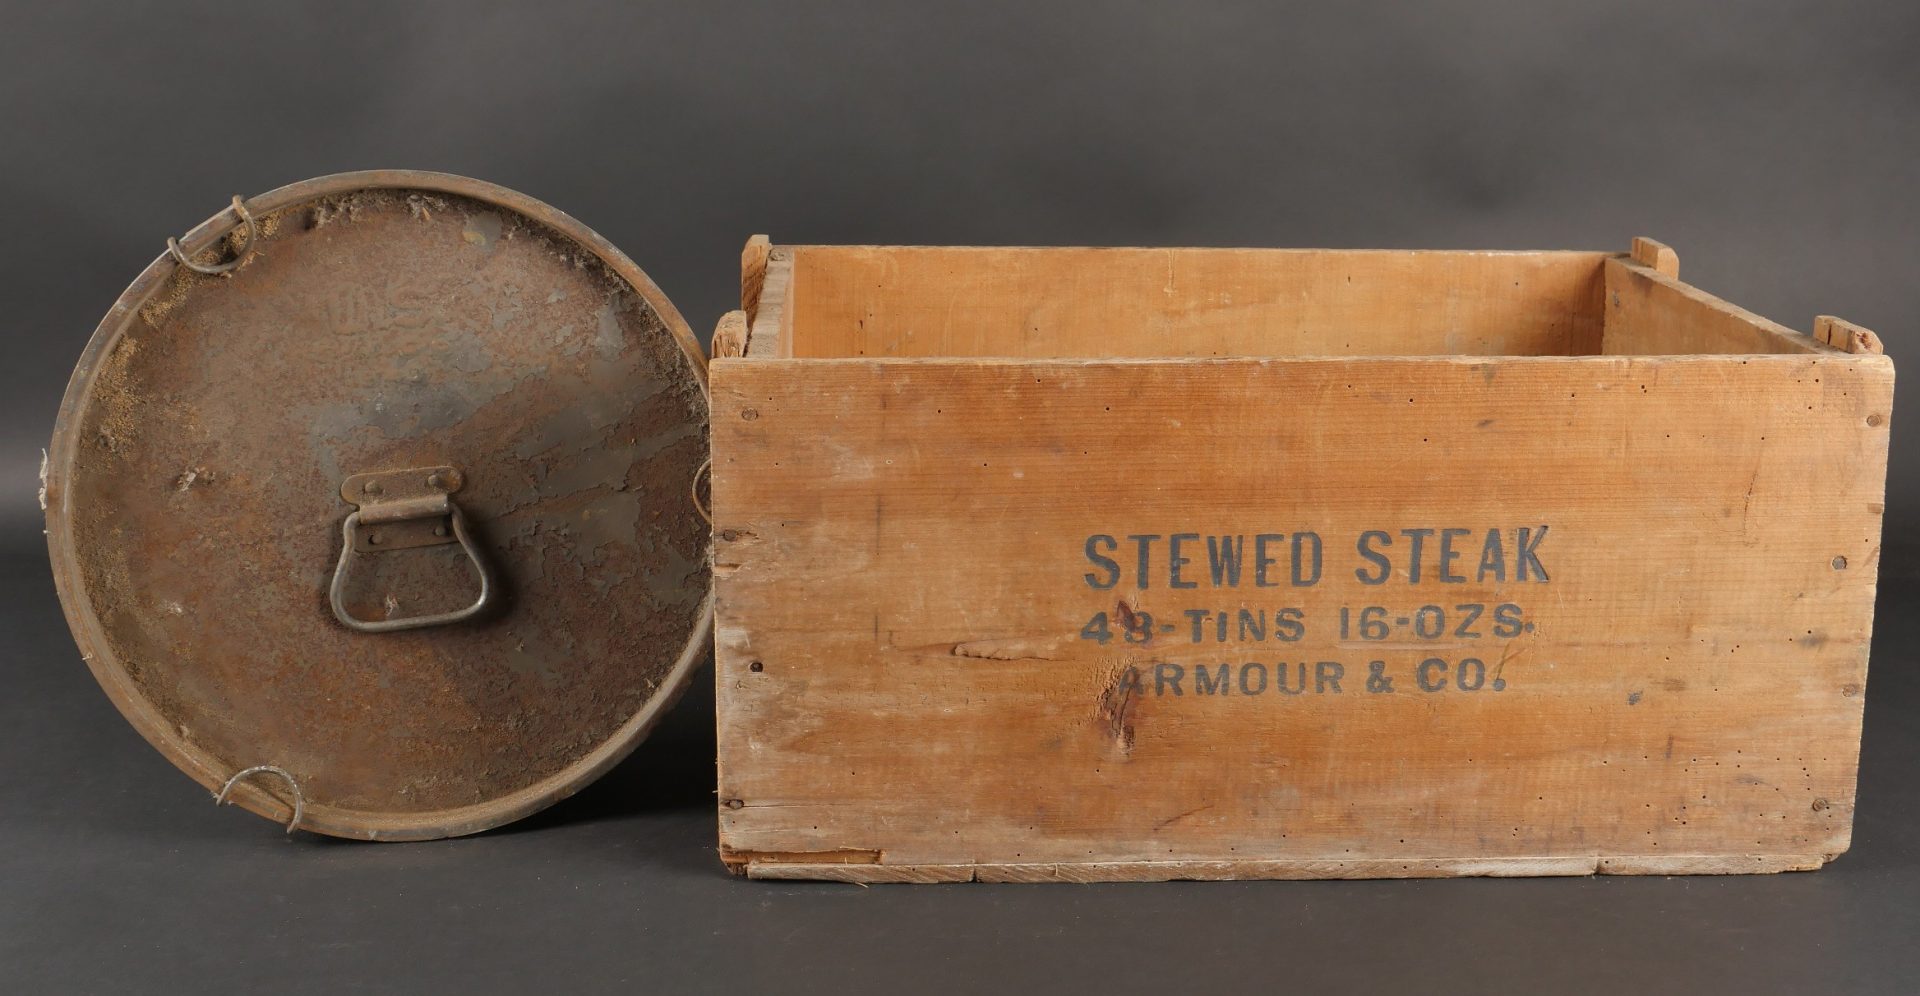 U.S.
STEWED STEAK
48-TINS 16-OZS.
ARMOUR & CO.